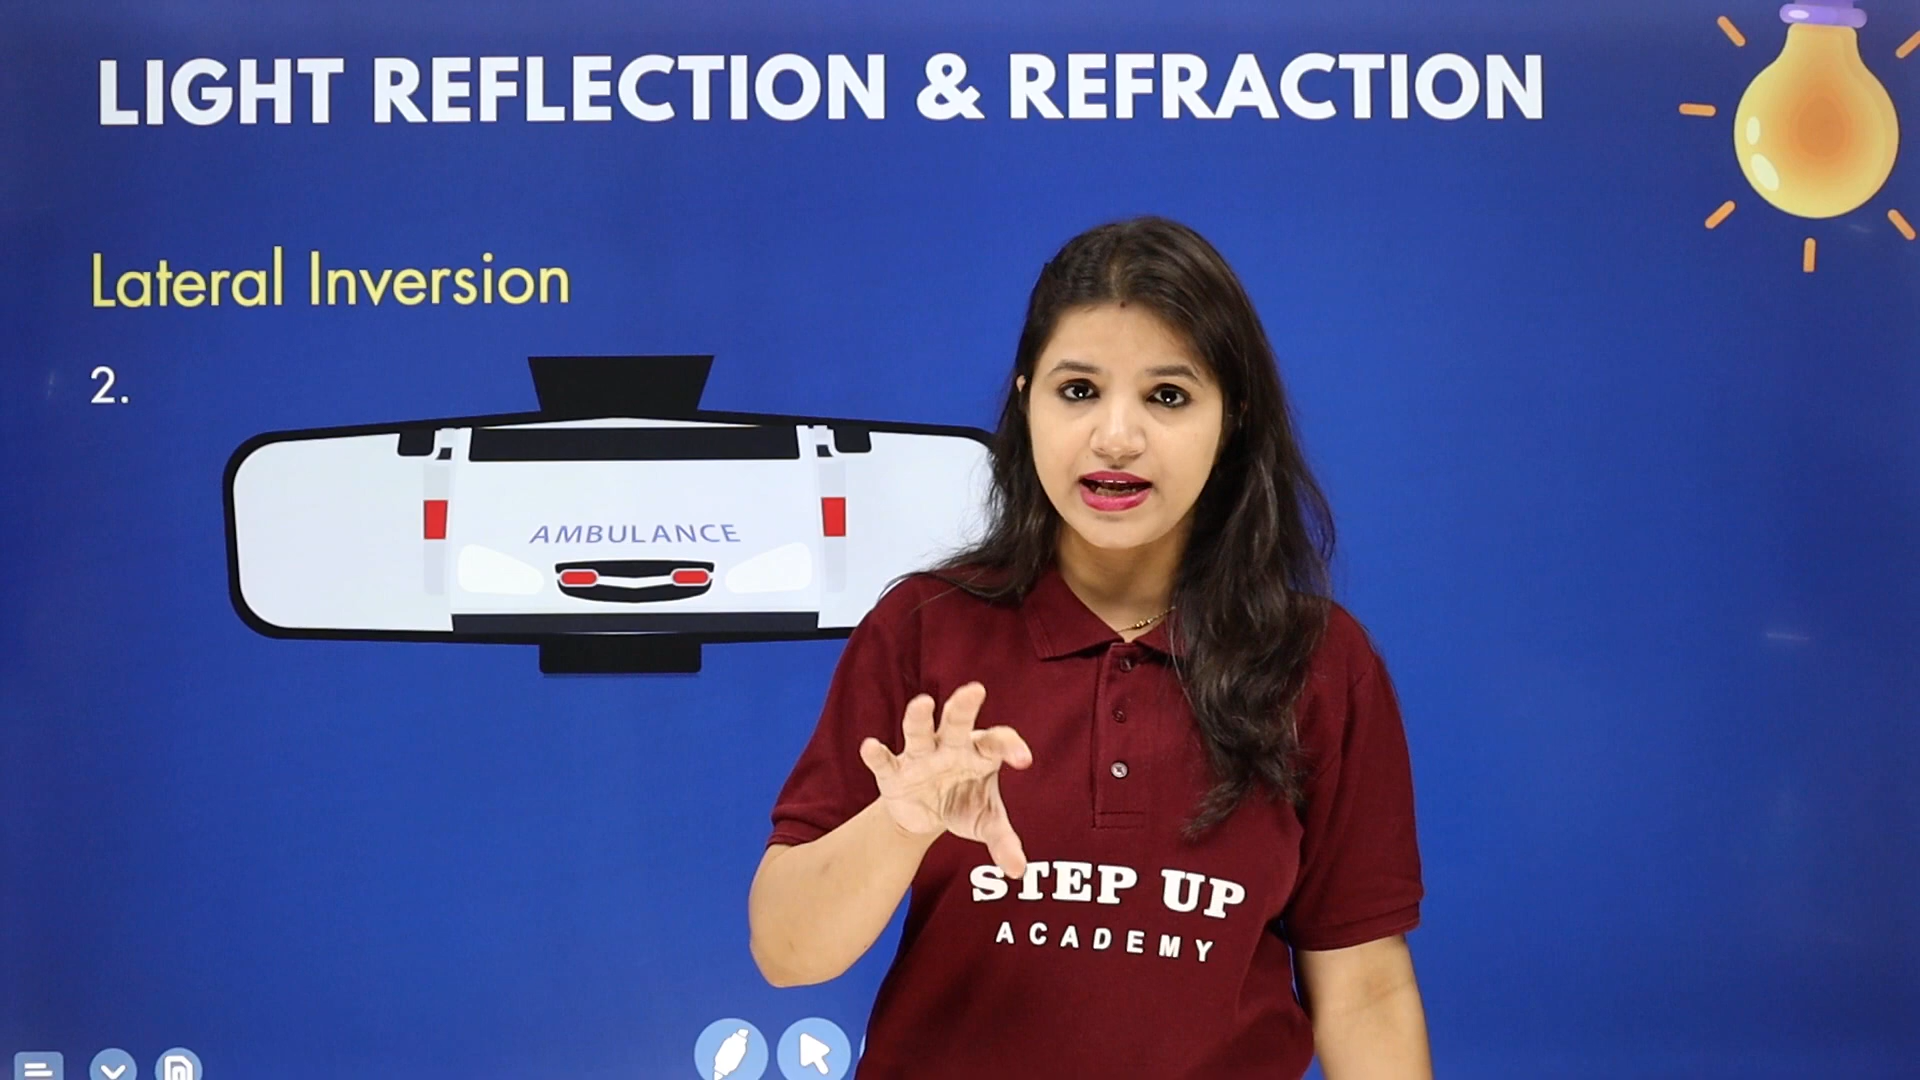 LIGHT REFLECTION & REFRACTION
Lateral Inversion
2.
AMBULANCE
STEP UP
ACADEMY